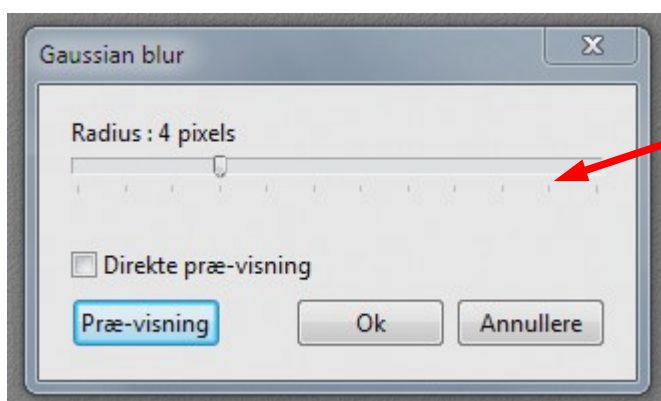 Gaussian blur
Radius : 4 pixels
Direkte præ-visning
Præ-visning Ok Annullere